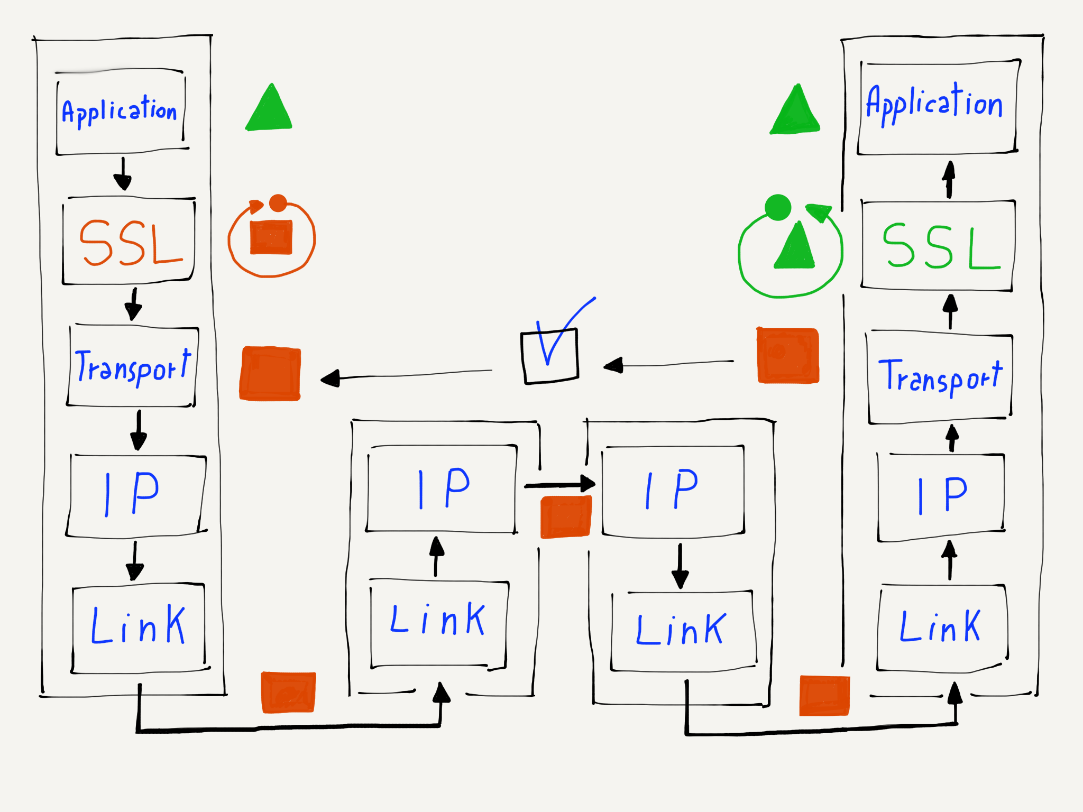 Application
SSL
Transport
IP
Link
IP
Link
IP
Link
Application
SSL
Transport
IP
Link